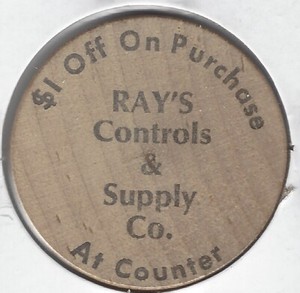 $1 Off On Purchase
RAY'S
Controls
&
Supply
Co.
At Counter